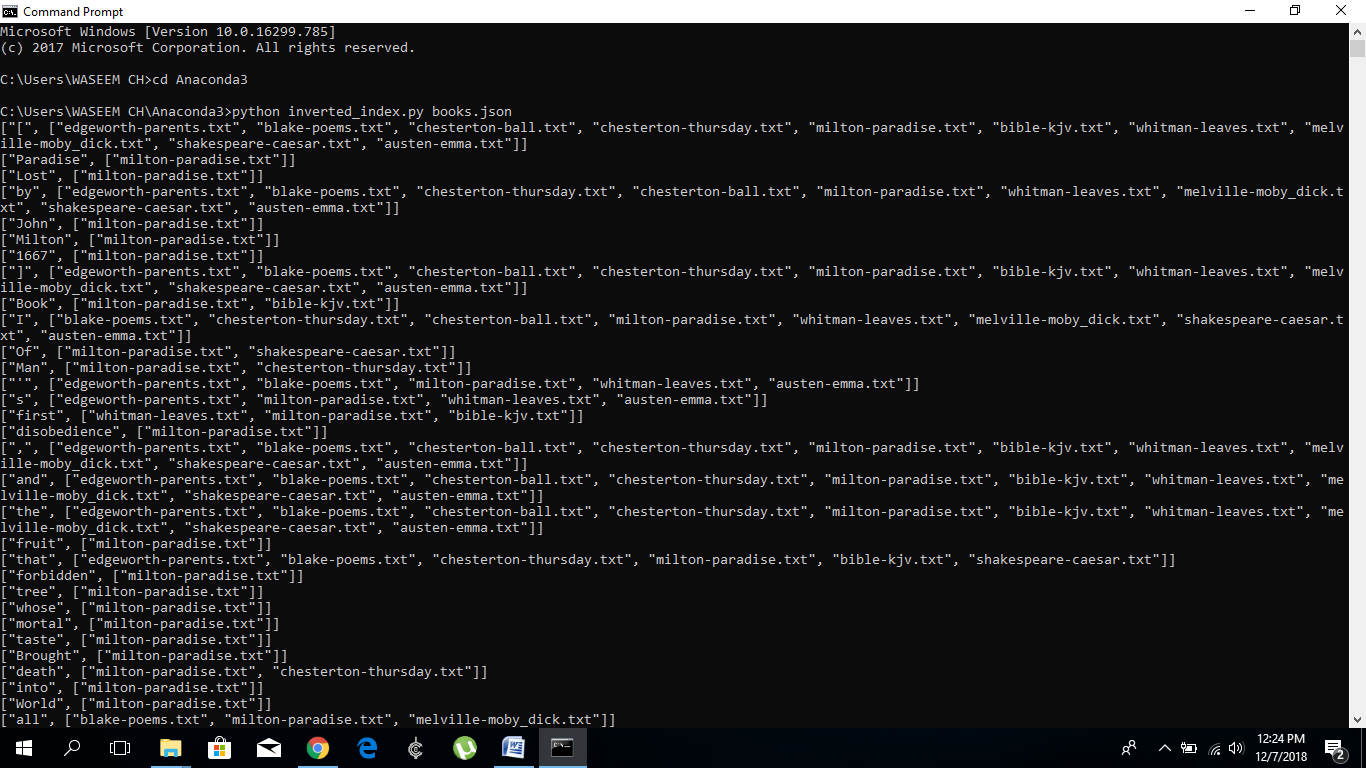 Command Prompt
Microsoft Windows [Version 10.0.16299.785]
(c) 2017 Microsoft Corporation. All rights reserved.
C:\Users\WASEEM CH>cd Anaconda3
C:\Users\WASEEM CH\Anaconda3>python inverted_index.py books.json
["[", ["edgeworth-parents.txt", "blake-poems.txt", "chesterton-ball.txt", "chesterton-thursday.txt", "milton-paradise.txt", "bible-kjv.txt", "whitman-leaves.txt", "melv
ille-moby_dick.txt", "shakespeare-caesar.txt", "austen-emma.txt"]]
["Paradise", ["milton-paradise.txt"]]
["Lost", ["milton-paradise.txt"]]
["by", ["edgeworth-parents.txt", "blake-poems.txt", "chesterton-thursday.txt", "chesterton-ball.txt", "milton-paradise.txt", "whitman-leaves.txt", "melville-moby_dick.t
xt", "shakespeare-caesar.txt", "austen-emma.txt"]]
["John", ["milton-paradise.txt"]]
["Milton", ["milton-paradise.txt"]]
["1667", ["milton-paradise.txt"]]
["]", ["edgeworth-parents.txt", "blake-poems.txt", "chesterton-ball.txt", "chesterton-thursday.txt", "milton-paradise.txt", "bible-kjv.txt", "whitman-leaves.txt", "melv
ille-moby_dick.txt", "shakespeare-caesar.txt", "austen-emma.txt"]]
["Book", ["milton-paradise.txt", "bible-kjv.txt"]]
["I", ["blake-poems.txt", "chesterton-thursday.txt", "chesterton-ball.txt", "milton-paradise.txt", "whitman-leaves.txt", "melville-moby_dick.txt", "shakespeare-caesar.t
xt", "austen-emma.txt"]]
["Of", ["milton-paradise.txt", "shakespeare-caesar.txt"]]
["Man", ["milton-paradise.txt", "chesterton-thursday.txt"]]
["'", ["edgeworth-parents.txt", "blake-poems.txt", "milton-paradise.txt", "whitman-leaves.txt", "austen-emma.txt"]]
["s", ["edgeworth-parents.txt", "milton-paradise.txt", "whitman-leaves.txt", "austen-emma.txt"]]
["first", ["whitman-leaves.txt", "milton-paradise.txt", "bible-kjv.txt"]]
["disobedience", ["milton-paradise.txt"]]
[",", ["edgeworth-parents.txt", "blake-poems.txt", "chesterton-ball.txt", "chesterton-thursday.txt", "milton-paradise.txt", "bible-kjv.txt", "whitman-leaves.txt", "melv
ille-moby_dick.txt", "shakespeare-caesar.txt", "austen-emma.txt"]]
["and", ["edgeworth-parents.txt", "blake-poems.txt", "chesterton-ball.txt", "chesterton-thursday.txt", "milton-paradise.txt", "bible-kjv.txt", "whitman-leaves.txt", "me
lville-moby_dick.txt", "shakespeare-caesar.txt", "austen-emma.txt"]]
["the", ["edgeworth-parents.txt", "blake-poems.txt", "chesterton-ball.txt", "chesterton-thursday.txt", "milton-paradise.txt", "bible-kjv.txt", "whitman-leaves.txt", "me
lville-moby_dick.txt", "shakespeare-caesar.txt", "austen-emma.txt"]]
["fruit", ["milton-paradise.txt"]]
["that", ["edgeworth-parents.txt", "blake-poems.txt", "chesterton-thursday.txt", "milton-paradise.txt", "bible-kjv.txt", "shakespeare-caesar.txt"]]
["forbidden", ["milton-paradise.txt"]]
["tree", ["milton-paradise.txt"]]
["whose", ["milton-paradise.txt"]]
["mortal", ["milton-paradise.txt"]]
["taste", ["milton-paradise.txt"]]
["Brought", ["milton-paradise.txt"]]
["death", ["milton-paradise.txt", "chesterton-thursday.txt"]]
["into", ["milton-paradise.txt"]]
["World", ["milton-paradise.txt"]]
["all", ["blake-poems.txt", "milton-paradise.txt", "melville-moby_dick.txt"]]
12:24 PM
12/7/2018
2